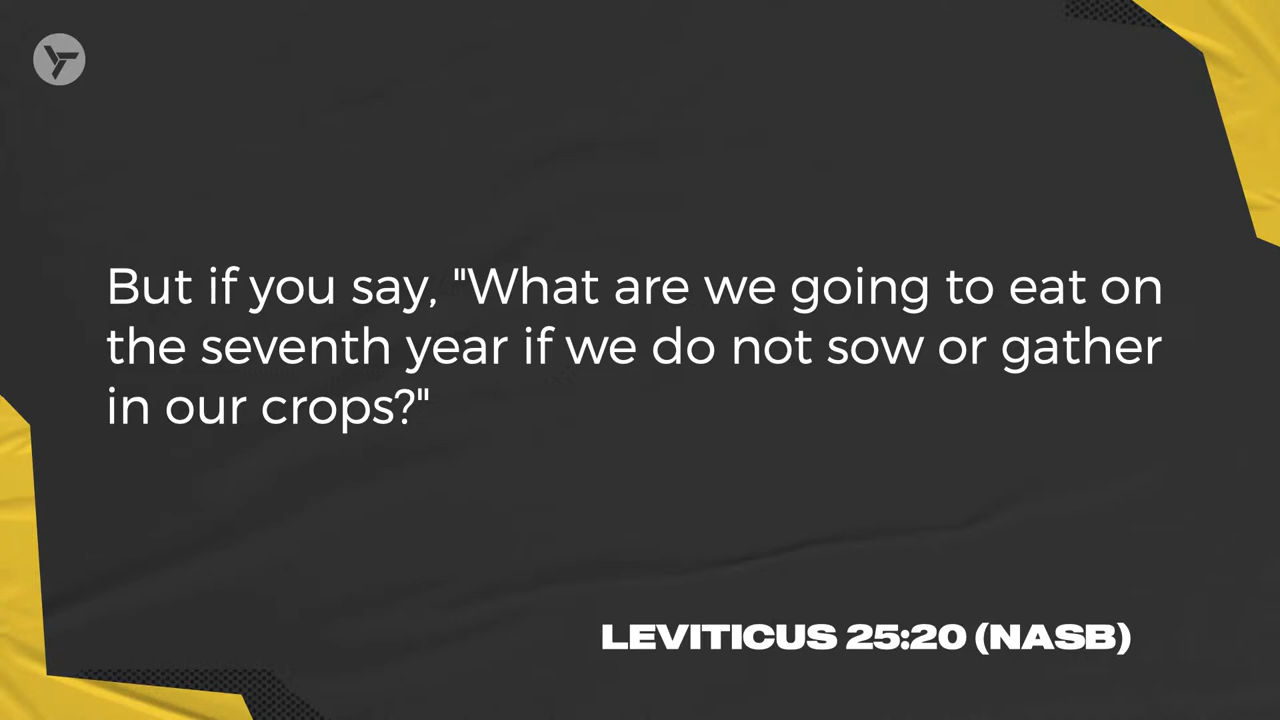 But if you say, "What are we going to eat on
the seventh year if we do not sow or gather
in our crops?"
LEVITICUS 25:20 (NASB)